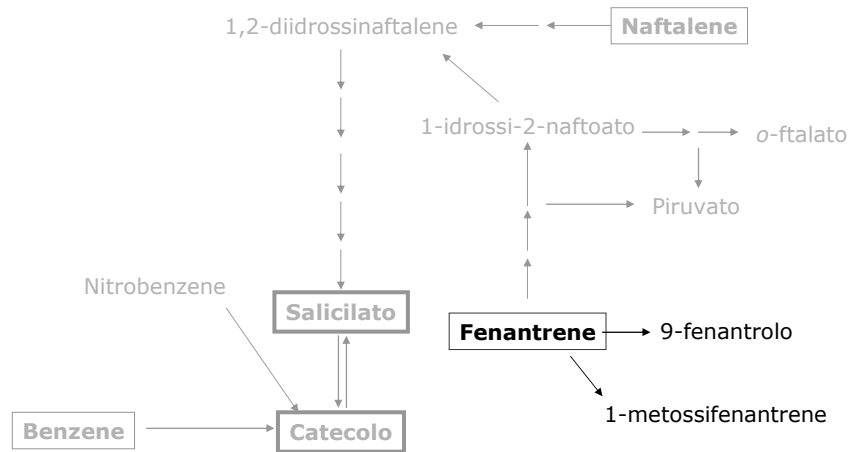 1,2-diidrossinaftalene
Naftalene
1-idrossi-2-naftoato
o-ftalato
Piruvato
Nitrobenzene
Salicilato
Fenantrene
9-fenantrolo
1-metossifenantrene
Benzene
Catecolo